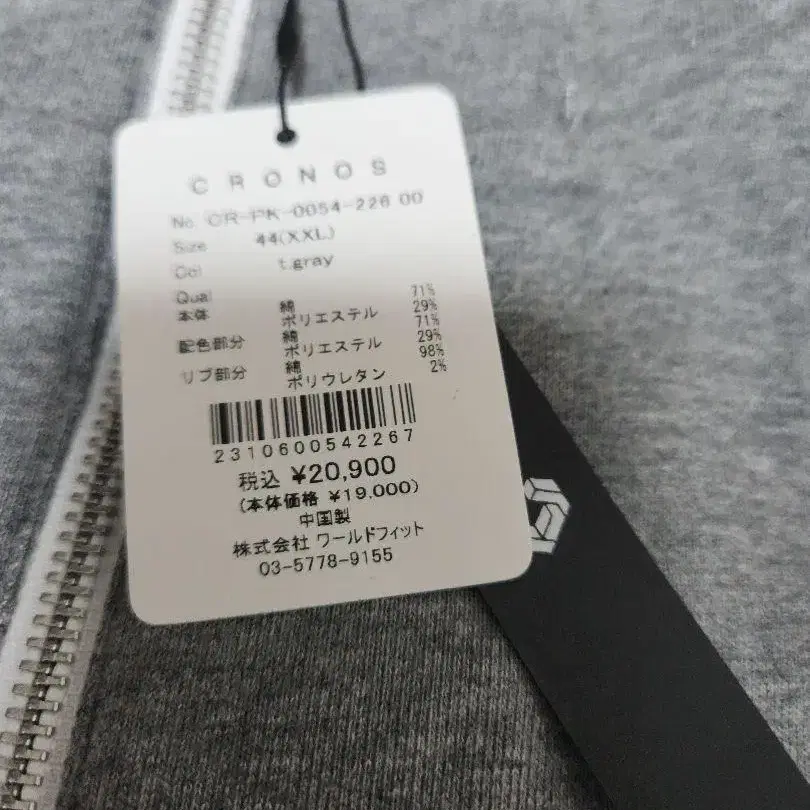 CRONOS
No. CR-PK-0054-226 00
Size 44(XXL)
Col t.gray
Qual
本体 綿 71%
ポリエステル 29%
配色部分 綿 71%
ポリエステル 29%
リブ部分 綿 98%
ポリウレタン 2%
2310600542267
税込 ¥20,900
(本体価格 ¥19,000)
中国製
株式会社 ワールドフィット
03-5778-9155